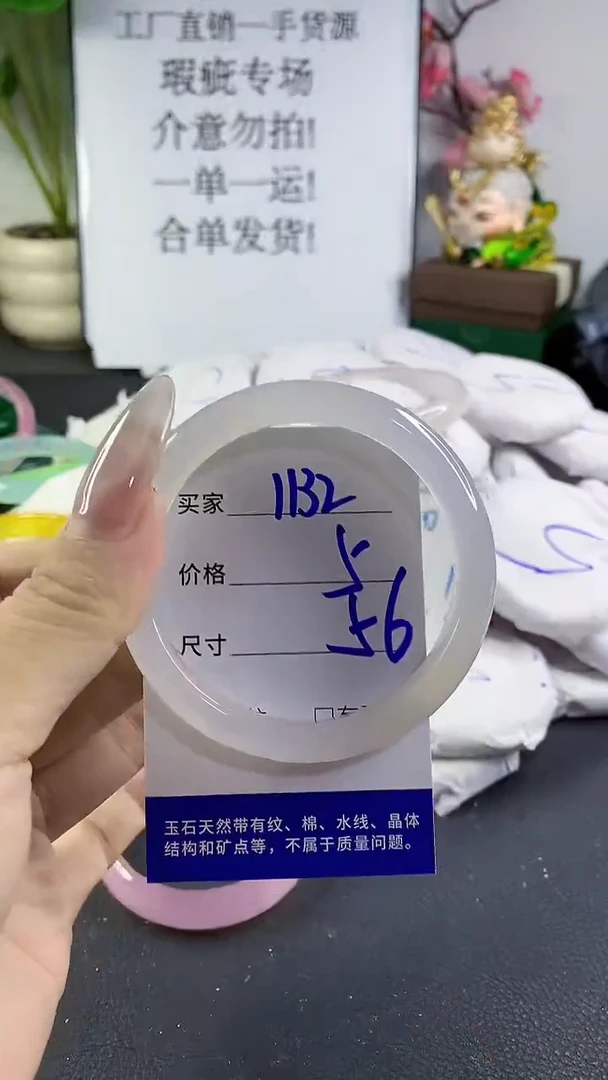 工厂直销一手货源
瑕疵专场
介意勿拍!
一单一运!
合单发货!
买家 1132
价格
尺寸 56
玉石天然带有纹、棉、水线、晶体
结构和矿点等，不属于质量问题。